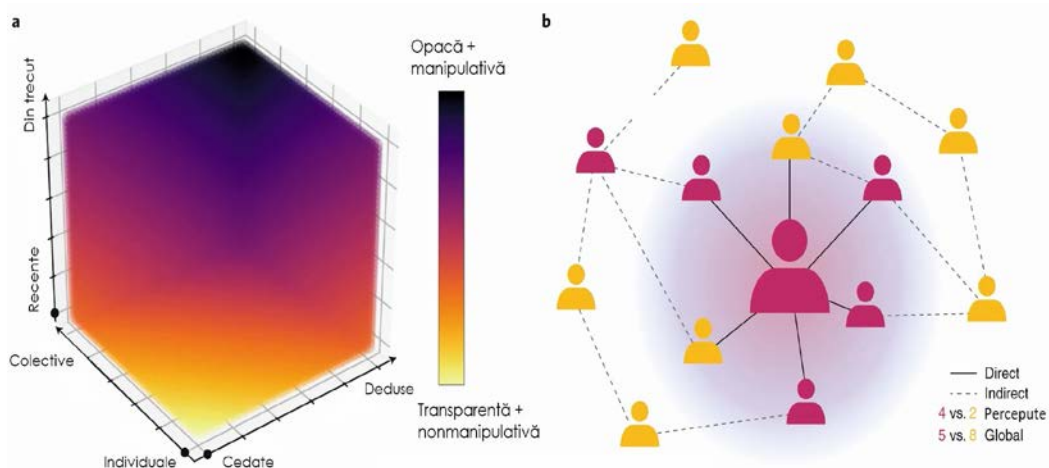 a
Opacă +
manipulativă
Din trecut
Recente
Colective
Individuale
Cedate
Deduse
Transparentă +
nonmanipulativă
b
Direct
Indirect
4 vs. 2 Percepute
5 vs. 8 Global